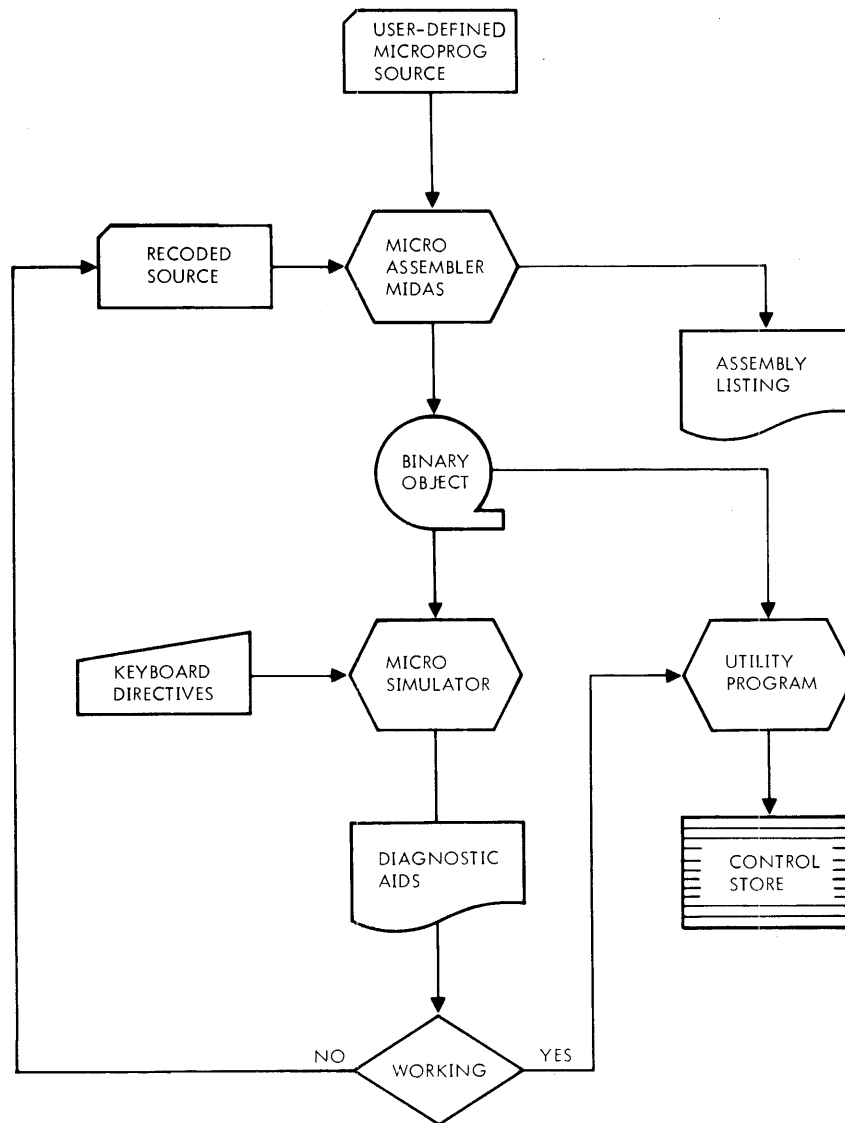 USER-DEFINED
MICROPROG
SOURCE
RECODED
SOURCE
MICRO
ASSEMBLER
MIDAS
ASSEMBLY
LISTING
BINARY
OBJECT
KEYBOARD
DIRECTIVES
MICRO
SIMULATOR
UTILITY
PROGRAM
DIAGNOSTIC
AIDS
CONTROL
STORE
NO
WORKING
YES